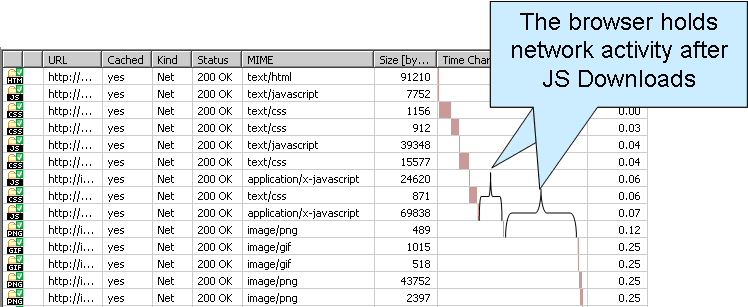 The browser holds
network activity after
JS Downloads
URL Cached Kind Status MIME Size [by... Time Char
HTM http://... yes Net 200 OK text/html 91210
JS http://... yes Net 200 OK text/javascript 7752
CSS http://... yes Net 200 OK text/css 1156 0.00
CSS http://... yes Net 200 OK text/css 912 0.03
JS http://... yes Net 200 OK text/javascript 39348 0.04
CSS http://... yes Net 200 OK text/css 15577 0.04
JS http://i... yes Net 200 OK application/x-javascript 24620 0.06
CSS http://... yes Net 200 OK text/css 871 0.06
JS http://i... yes Net 200 OK application/x-javascript 69838 0.07
PNG http://i... yes Net 200 OK image/png 489 0.12
GIF http://i... yes Net 200 OK image/gif 1015 0.25
GIF http://i... yes Net 200 OK image/gif 518 0.25
PNG http://i... yes Net 200 OK image/png 43752 0.25
PNG http://i... yes Net 200 OK image/png 2397 0.25